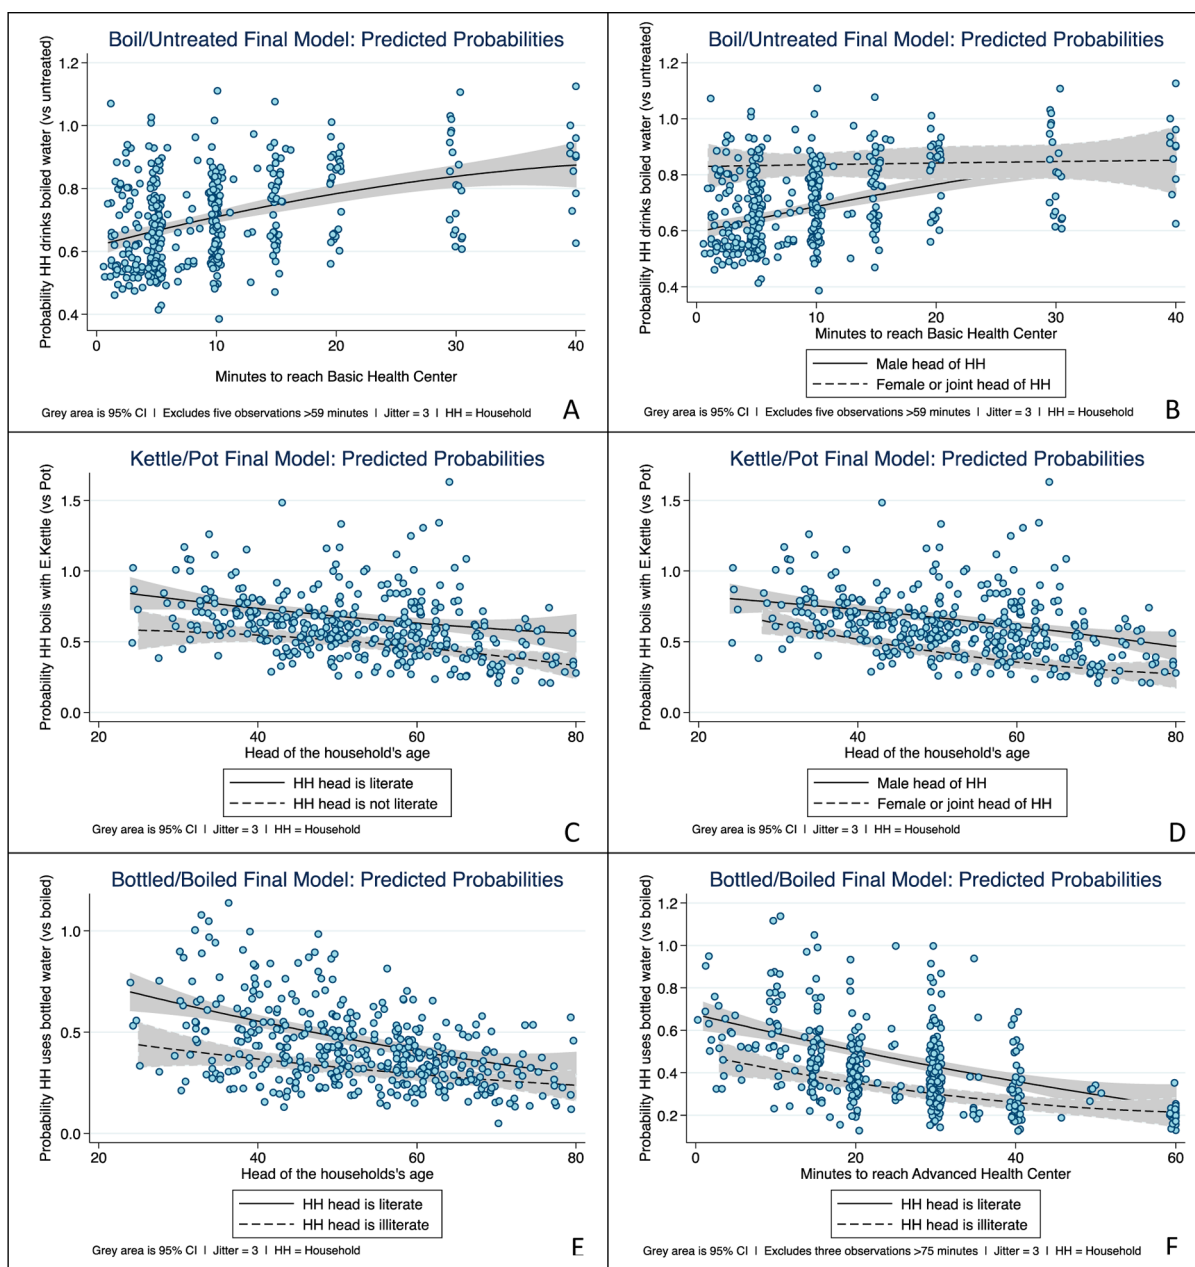 Boil/Untreated Final Model: Predicted Probabilities
Probability HH drinks boiled water (vs untreated)
1.2
1.0
0.8
0.6
0.4
0 10 20 30 40
Minutes to reach Basic Health Center
Grey area is 95% CI I Excludes five observations >59 minutes I Jitter = 3 I HH = Household
A
Boil/Untreated Final Model: Predicted Probabilities
Probability HH drinks boiled water (vs untreated)
1.2
1.0
0.8
0.6
0.4
0 10 20 30 40
Minutes to reach Basic Health Center
Male head of HH
Female or joint head of HH
Grey area is 95% CI I Excludes five observations >59 minutes I Jitter = 3 I HH = Household
B
Kettle/Pot Final Model: Predicted Probabilities
Probability HH boils with E.Kettle (vs Pot)
1.5
1.0
0.5
0.0
20 40 60 80
Head of the household's age
HH head is literate
HH head is not literate
Grey area is 95% CI I Jitter = 3 I HH = Household
C
Kettle/Pot Final Model: Predicted Probabilities
Probability HH boils with E.Kettle (vs Pot)
1.5
1.0
0.5
0.0
20 40 60 80
Head of the household's age
Male head of HH
Female or joint head of HH
Grey area is 95% CI I Jitter = 3 I HH = Household
D
Bottled/Boiled Final Model: Predicted Probabilities
Probability HH uses bottled water (vs boiled)
1.0
0.5
0.0
20 40 60 80
Head of the households's age
HH head is literate
HH head is illiterate
Grey area is 95% CI I Jitter = 3 I HH = Household
E
Bottled/Boiled Final Model: Predicted Probabilities
Probability HH uses bottled water (vs boiled)
1.2
1.0
0.8
0.6
0.4
0.2
0 20 40 60
Minutes to reach Advanced Health Center
HH head is literate
HH head is illiterate
Grey area is 95% CI I Excludes three observations >75 minutes I Jitter = 3 I HH = Household
F